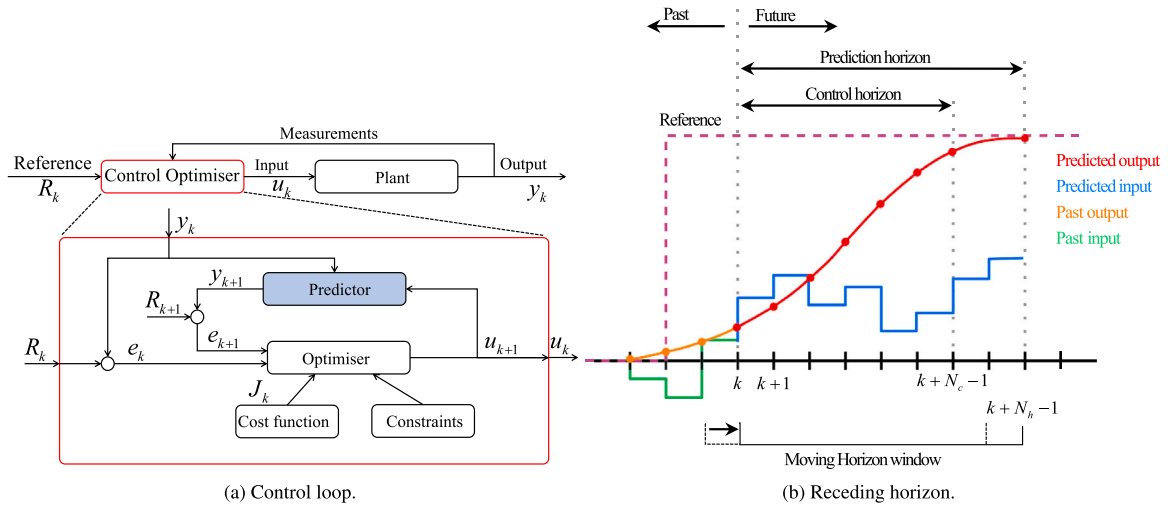 Measurements
Reference
R_k
Control Optimiser
Input
u_k
Plant
Output
y_k
y_k
y_{k+1}
Predictor
R_{k+1}
e_{k+1}
R_k
e_k
Optimiser
u_{k+1}
u_k
J_k
Cost function
Constraints
(a) Control loop.
Past
Future
Prediction horizon
Control horizon
Reference
Predicted output
Predicted input
Past output
Past input
k
k+1
k + N_c − 1
k + N_h − 1
Moving Horizon window
(b) Receding horizon.